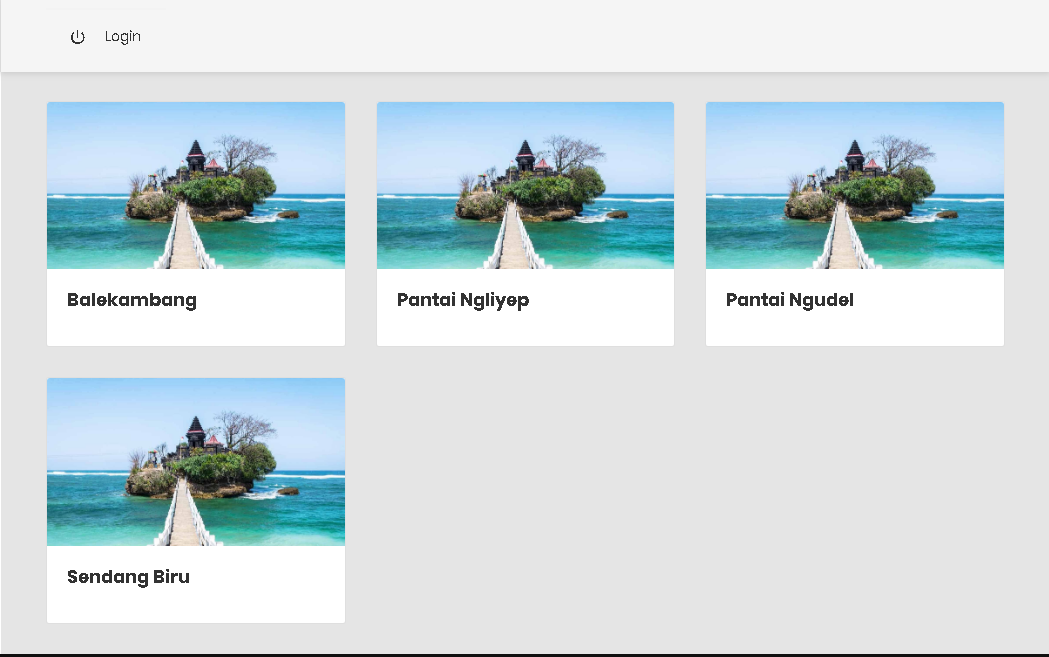 Login
Balekambang
Pantai Ngliyep
Pantai Ngudel
Sendang Biru